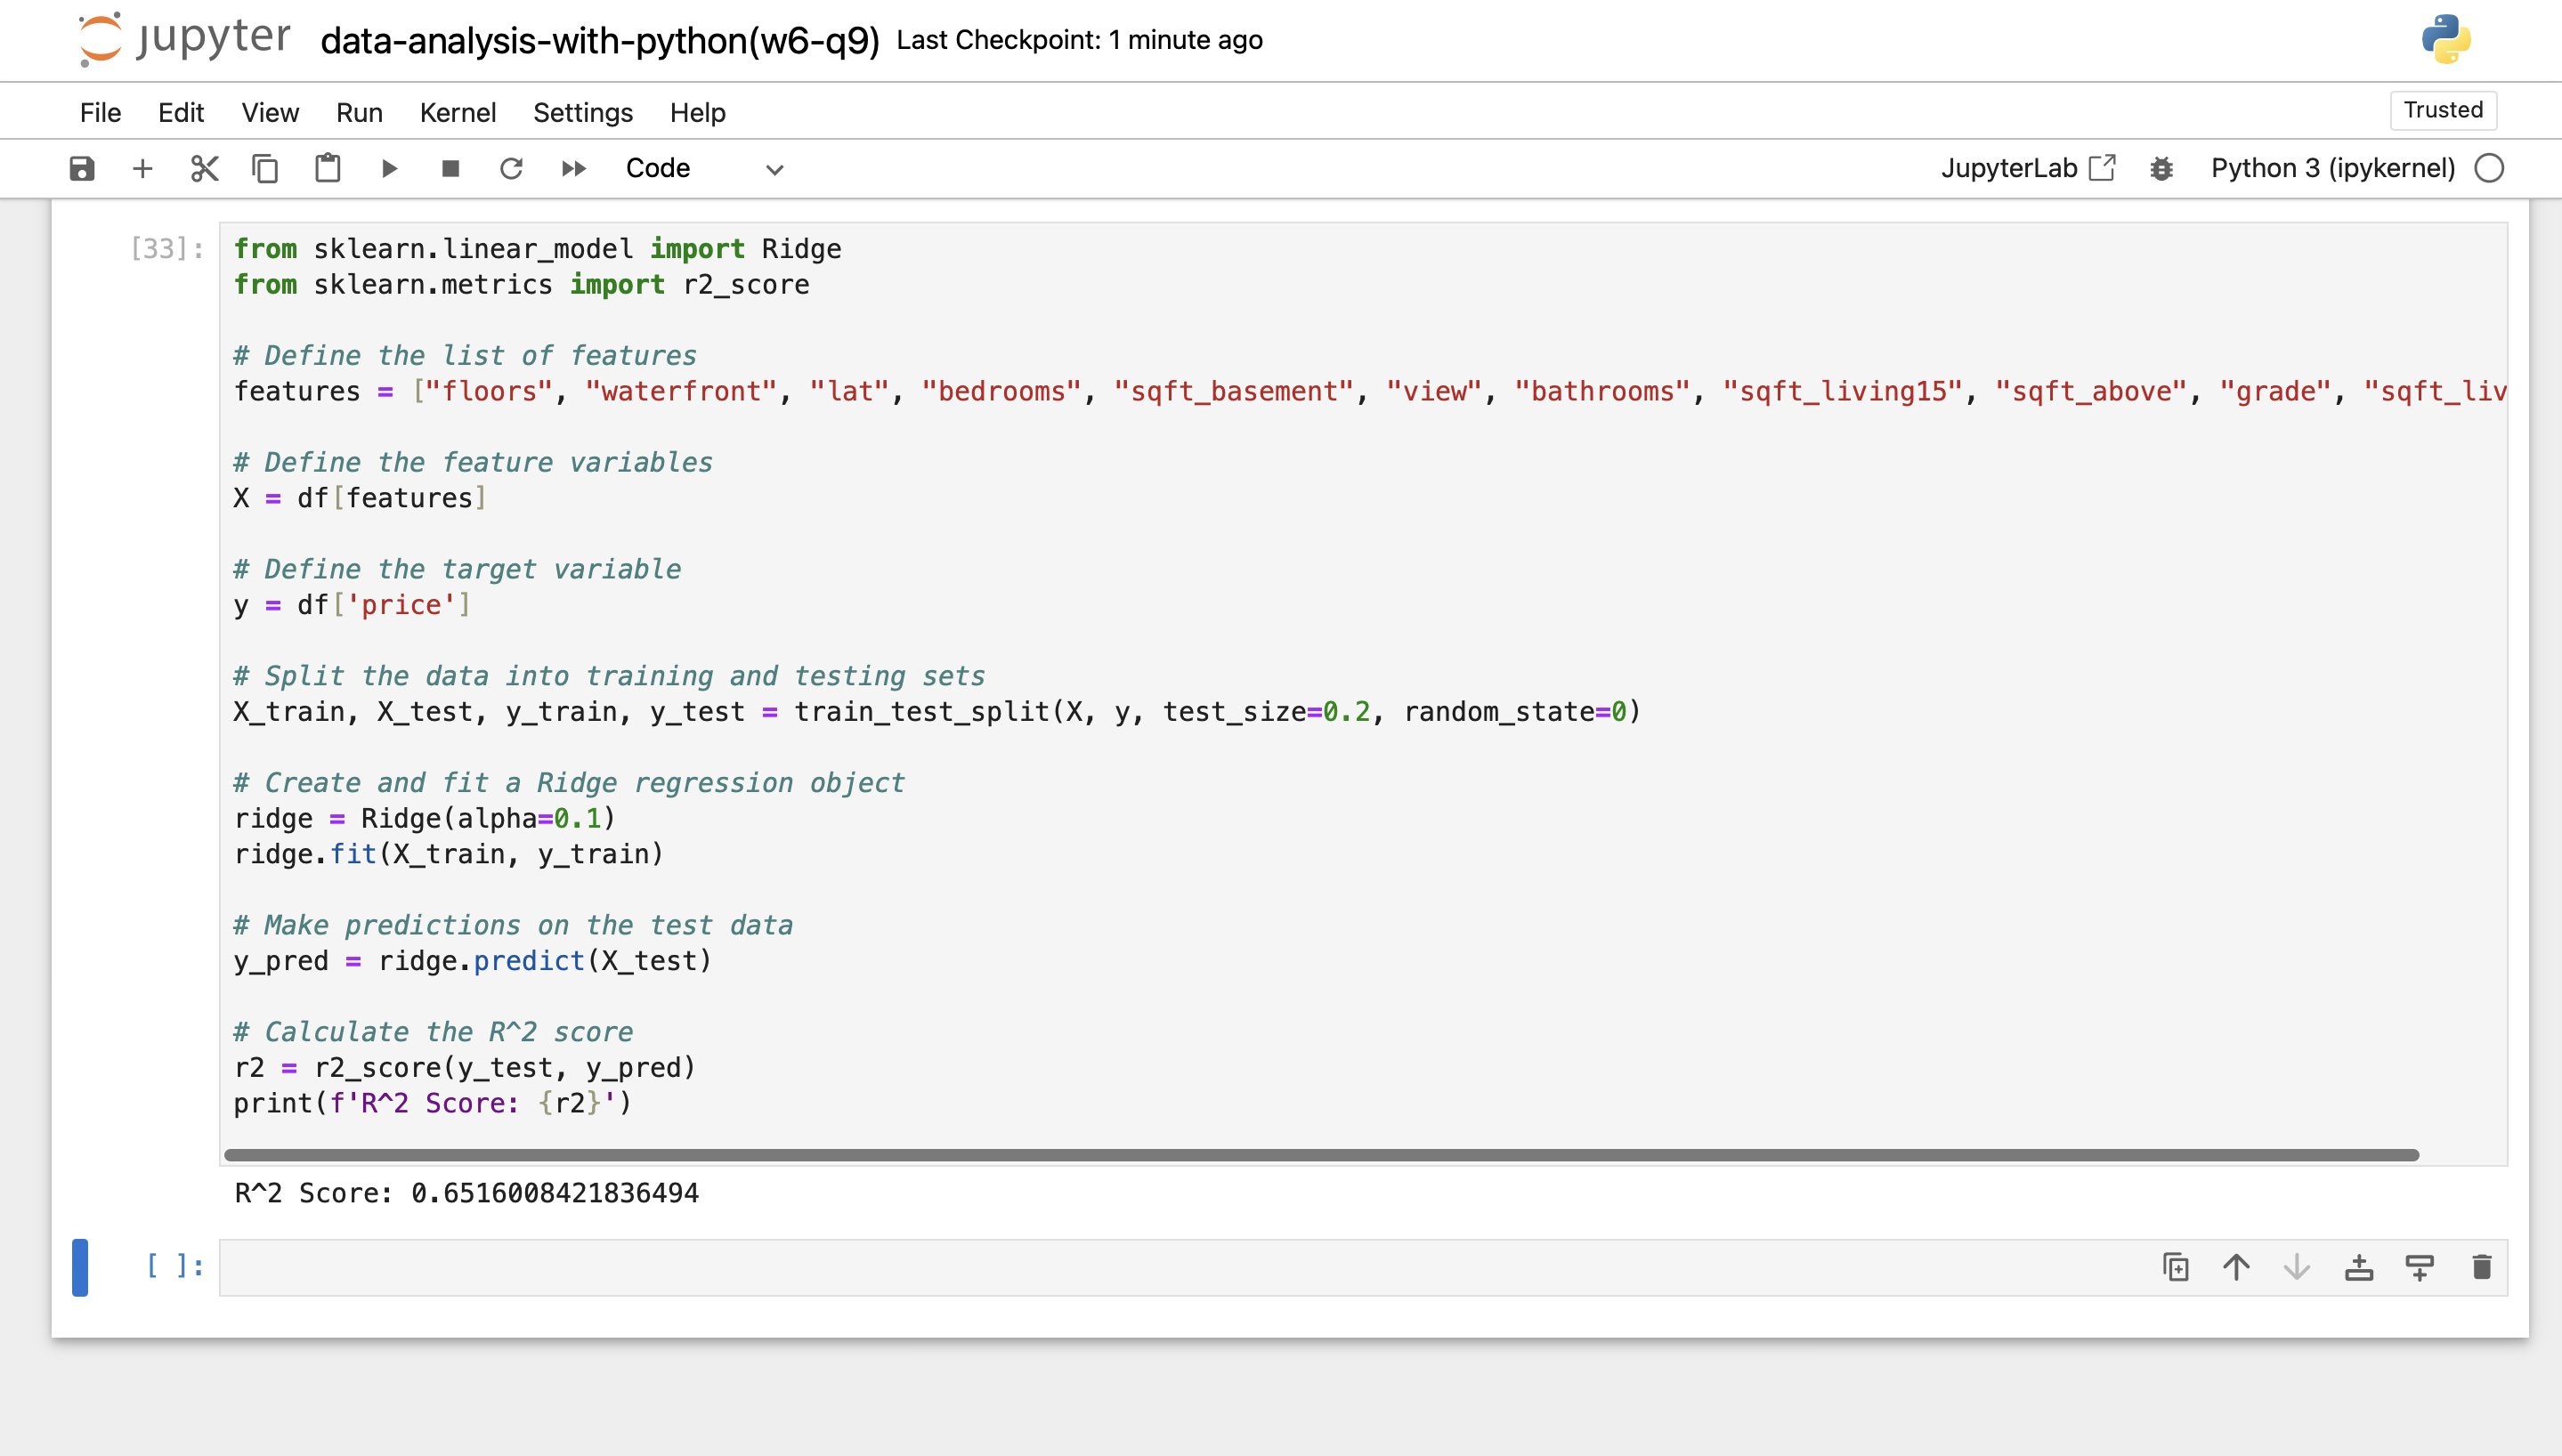 jupyter data-analysis-with-python(w6-q9) Last Checkpoint: 1 minute ago
File Edit View Run Kernel Settings Help Trusted
Code JupyterLab Python 3 (ipykernel)
[33]:
from sklearn.linear_model import Ridge
from sklearn.metrics import r2_score
# Define the list of features
features = ["floors", "waterfront", "lat", "bedrooms", "sqft_basement", "view", "bathrooms", "sqft_living15", "sqft_above", "grade", "sqft_liv
# Define the feature variables
X = df[features]
# Define the target variable
y = df['price']
# Split the data into training and testing sets
X_train, X_test, y_train, y_test = train_test_split(X, y, test_size=0.2, random_state=0)
# Create and fit a Ridge regression object
ridge = Ridge(alpha=0.1)
ridge.fit(X_train, y_train)
# Make predictions on the test data
y_pred = ridge.predict(X_test)
# Calculate the R^2 score
r2 = r2_score(y_test, y_pred)
print(f'R^2 Score: {r2}')
R^2 Score: 0.6516008421836494
[ ]: